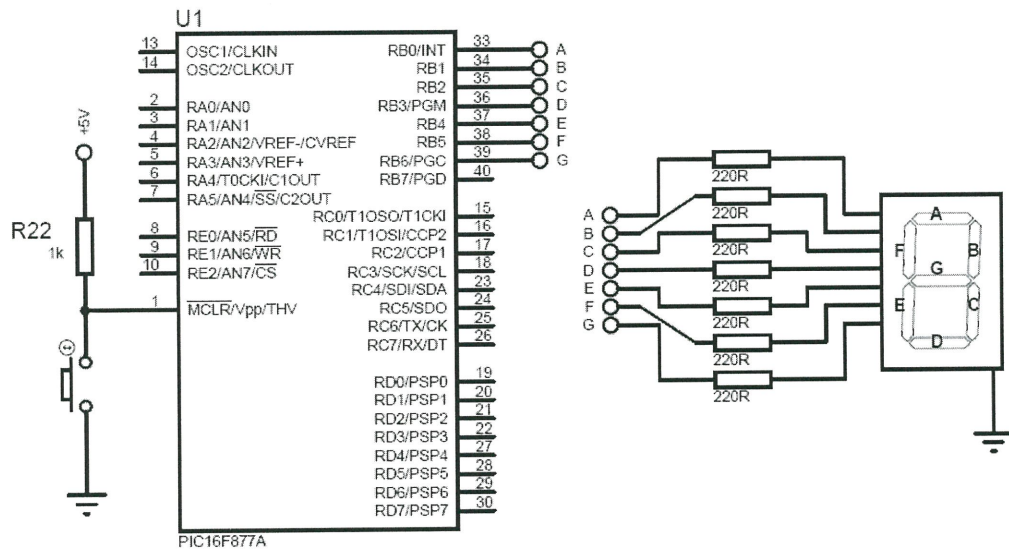 U1
13 OSC1/CLKIN
14 OSC2/CLKOUT
2 RA0/AN0
3 RA1/AN1
4 RA2/AN2/VREF-/CVREF
5 RA3/AN3/VREF+
6 RA4/T0CKI/C1OUT
7 RA5/AN4/SS/C2OUT
8 RE0/AN5/RD
9 RE1/AN6/WR
10 RE2/AN7/CS
1 MCLR/Vpp/THV
RB0/INT 33 A
RB1 34 B
RB2 35 C
RB3/PGM 36 D
RB4 37 E
RB5 38 F
RB6/PGC 39 G
RB7/PGD 40
RC0/T1OSO/T1CKI 15
RC1/T1OSI/CCP2 16
RC2/CCP1 17
RC3/SCK/SCL 18
RC4/SDI/SDA 23
RC5/SDO 24
RC6/TX/CK 25
RC7/RX/DT 26
RD0/PSP0 19
RD1/PSP1 20
RD2/PSP2 21
RD3/PSP3 22
RD4/PSP4 27
RD5/PSP5 28
RD6/PSP6 29
RD7/PSP7 30
PIC16F877A
+5V
R22
1k
A
B
C
D
E
F
G
220R
220R
220R
220R
220R
220R
220R
A
F B
G
E C
D